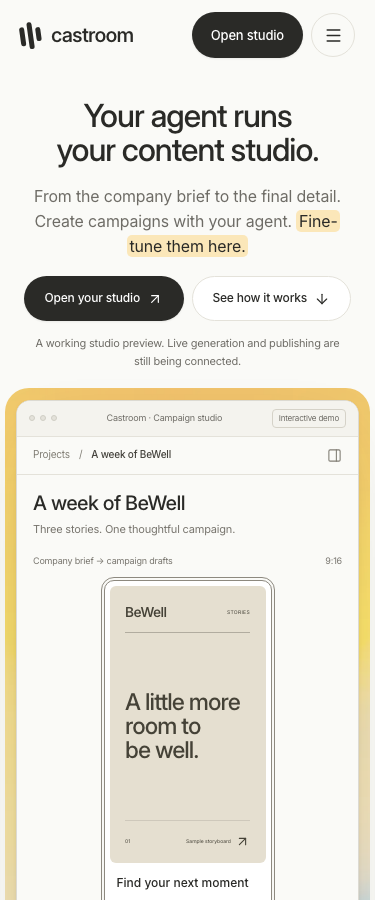 castroom
Open studio
Your agent runs
your content studio.
From the company brief to the final detail.
Create campaigns with your agent. Fine-
tune them here.
Open your studio
See how it works
A working studio preview. Live generation and publishing are
still being connected.
Castroom · Campaign studio
Interactive demo
Projects / A week of BeWell
A week of BeWell
Three stories. One thoughtful campaign.
Company brief → campaign drafts
9:16
BeWell
STORIES
A little more
room to
be well.
01
Sample storyboard
Find your next moment